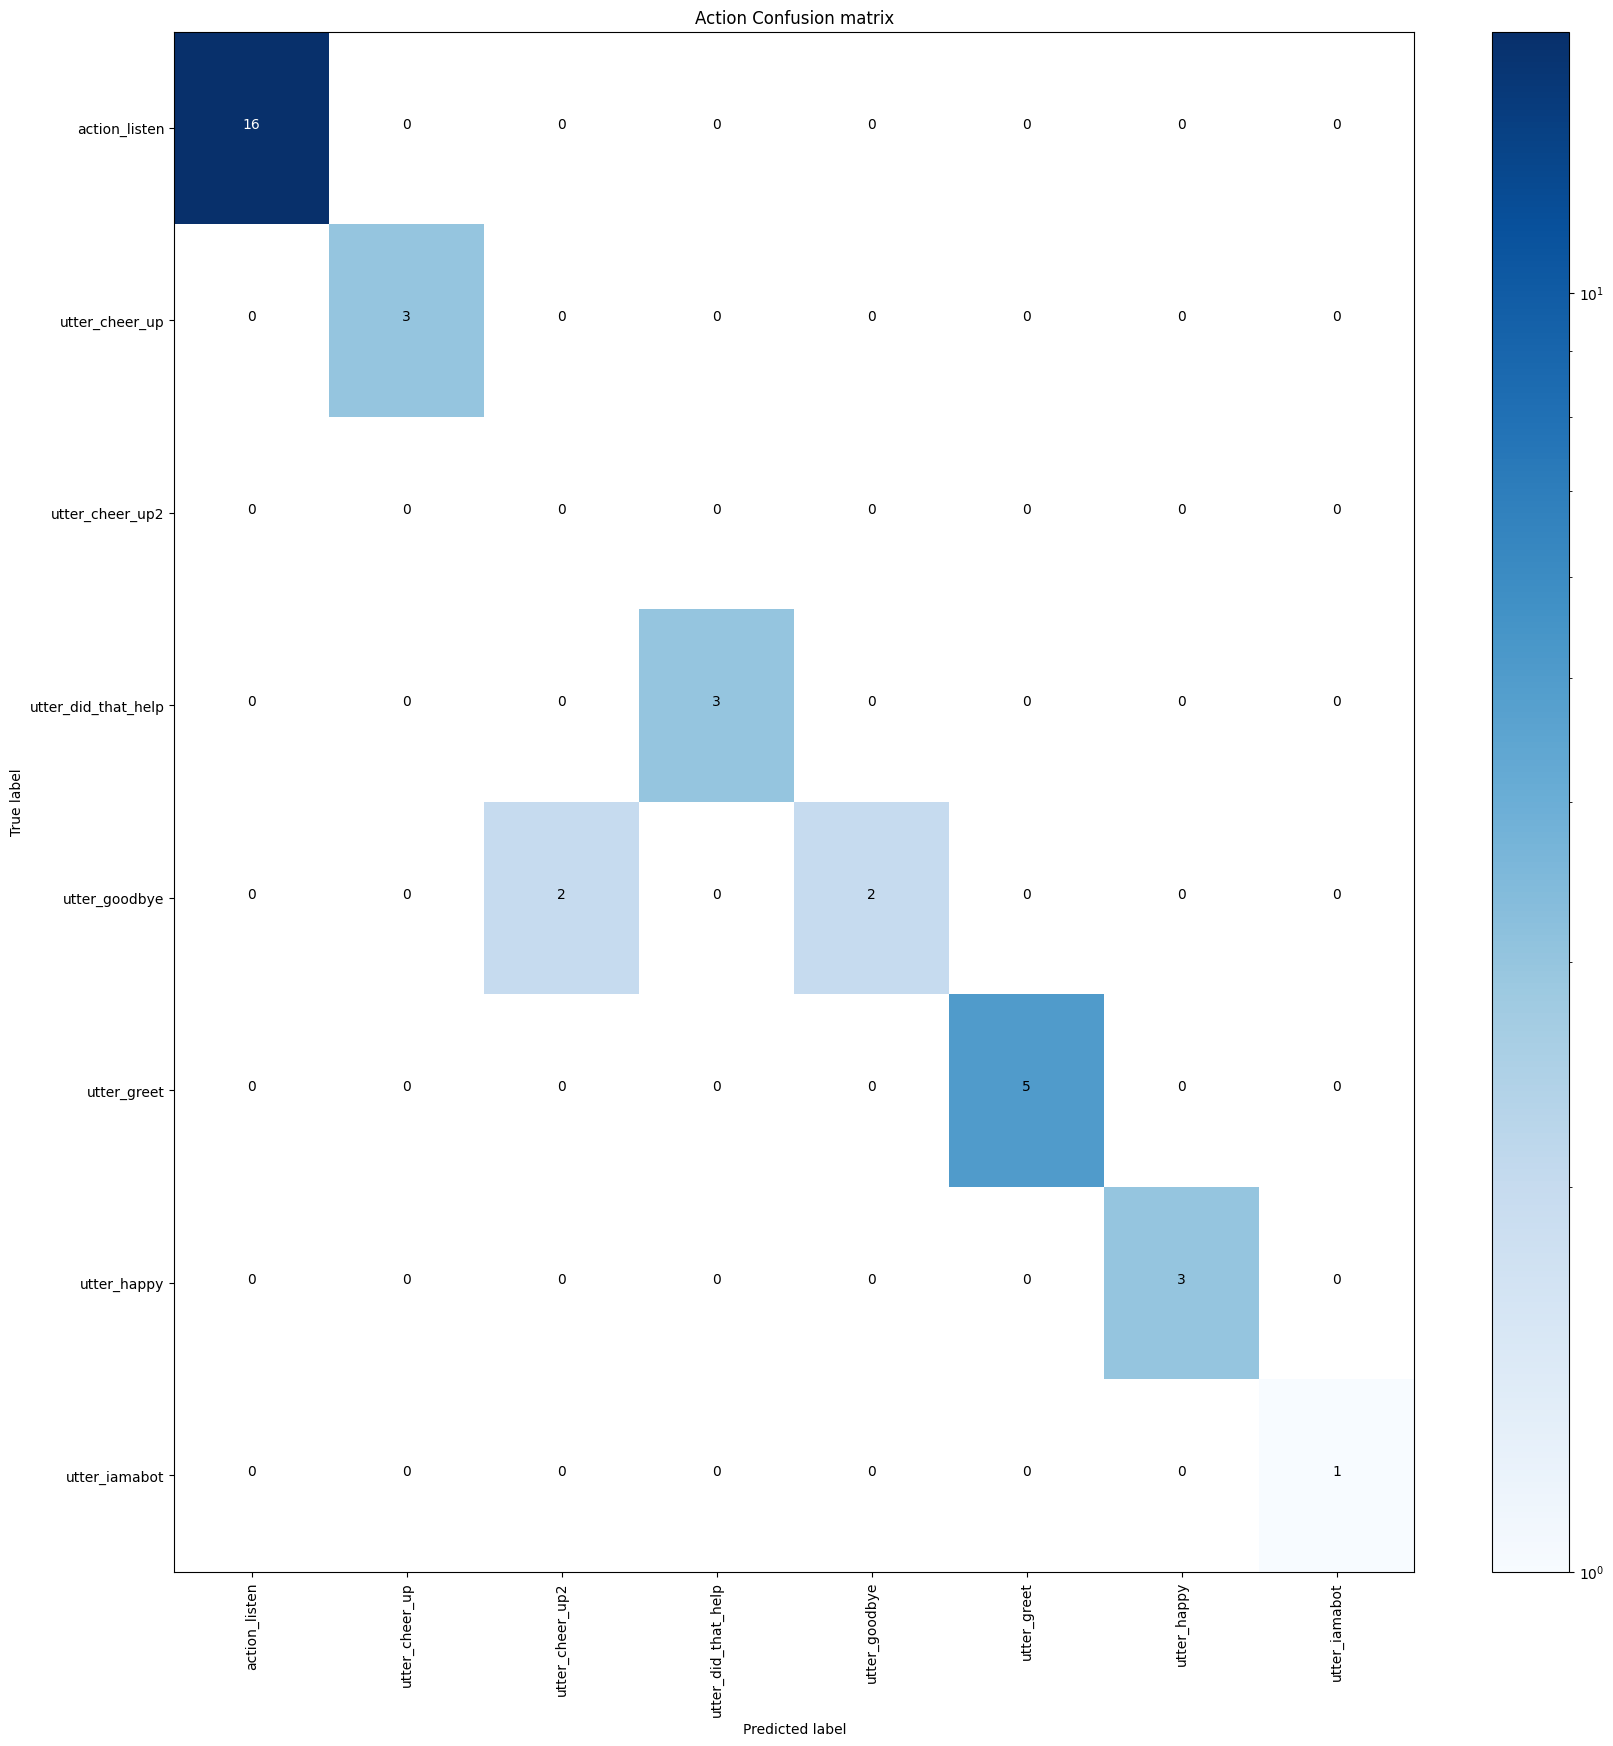 Action Confusion matrix
action_listen 16 0 0 0 0 0 0 0
utter_cheer_up 0 3 0 0 0 0 0 0
utter_cheer_up2 0 0 0 0 0 0 0 0
utter_did_that_help 0 0 0 3 0 0 0 0
utter_goodbye 0 0 2 0 2 0 0 0
utter_greet 0 0 0 0 0 5 0 0
utter_happy 0 0 0 0 0 0 3 0
utter_iamabot 0 0 0 0 0 0 0 1
True label
action_listen
utter_cheer_up
utter_cheer_up2
utter_did_that_help
utter_goodbye
utter_greet
utter_happy
utter_iamabot
Predicted label
10¹
10⁰